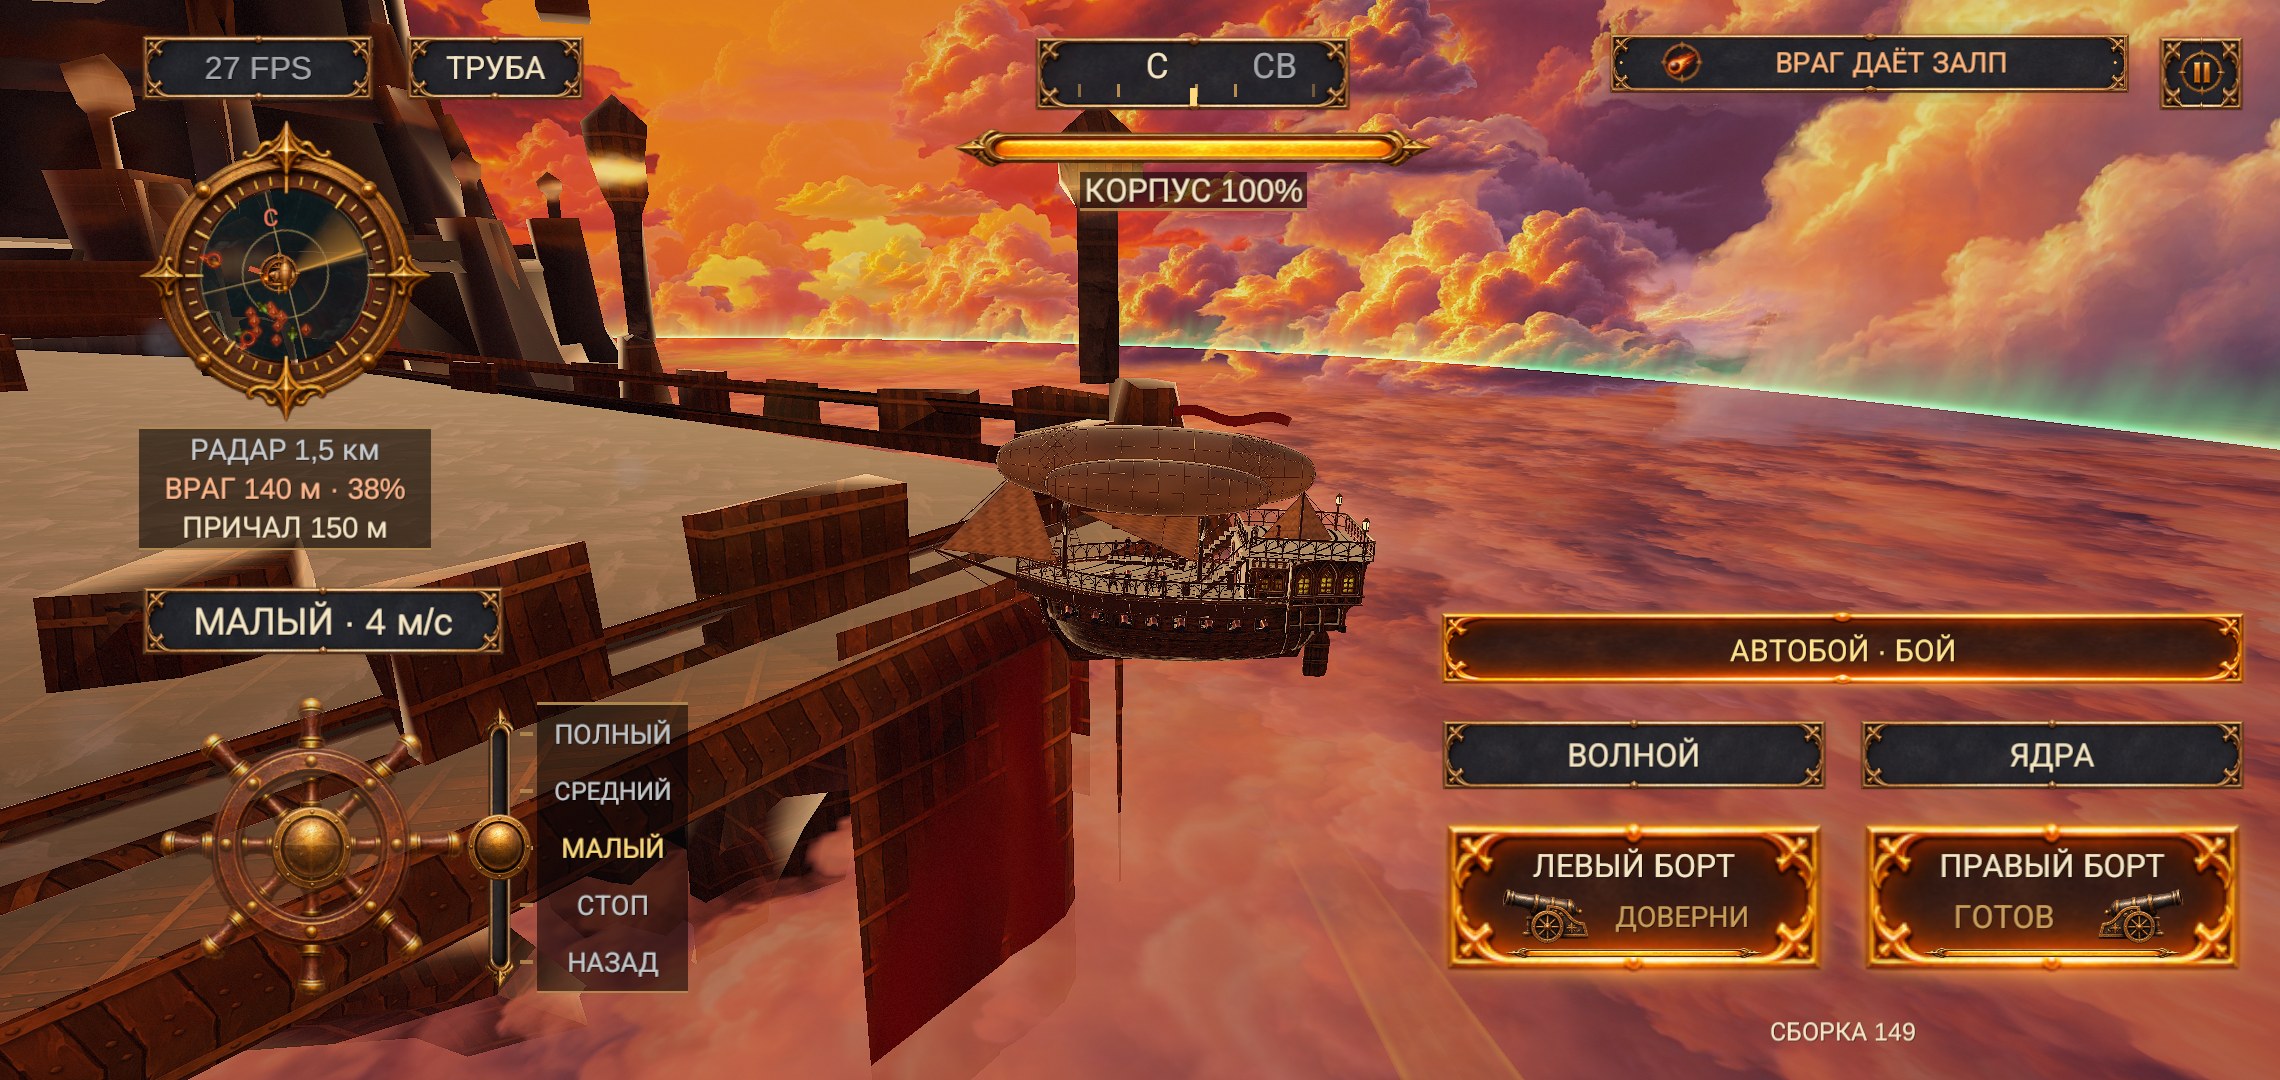 27 FPS
ТРУБА
С СВ
ВРАГ ДАЁТ ЗАЛП
КОРПУС 100%
С
РАДАР 1,5 км
ВРАГ 140 м · 38%
ПРИЧАЛ 150 м
МАЛЫЙ · 4 м/с
ПОЛНЫЙ
СРЕДНИЙ
МАЛЫЙ
СТОП
НАЗАД
АВТОБОЙ · БОЙ
ВОЛНОЙ
ЯДРА
ЛЕВЫЙ БОРТ
ДОВЕРНИ
ПРАВЫЙ БОРТ
ГОТОВ
СБОРКА 149